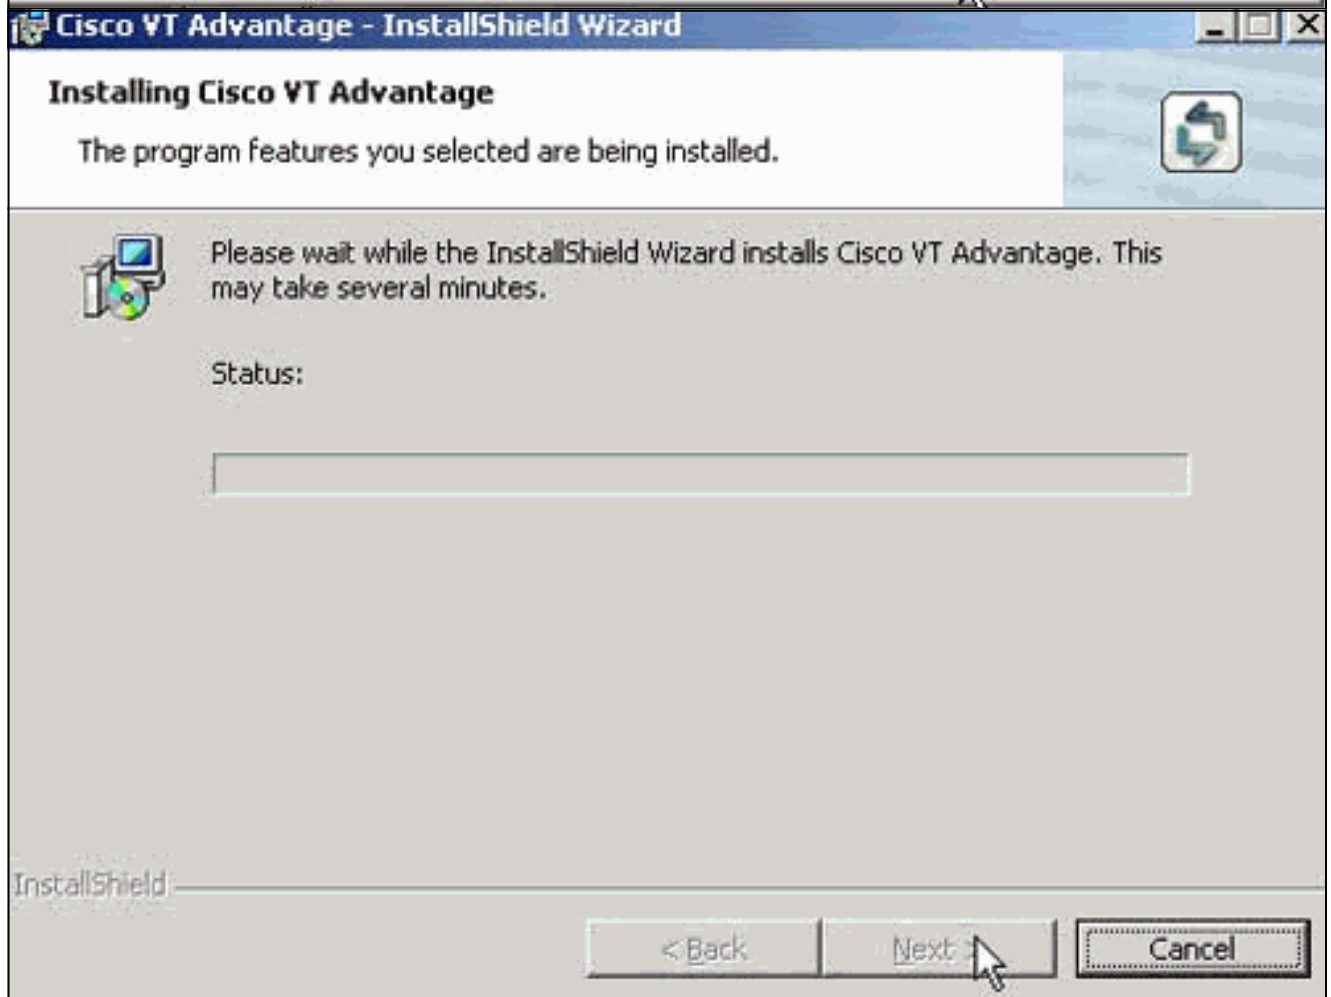 Cisco VT Advantage - InstallShield Wizard
Installing Cisco VT Advantage
The program features you selected are being installed.
Please wait while the InstallShield Wizard installs Cisco VT Advantage. This
may take several minutes.
Status:
InstallShield
< Back Next > Cancel